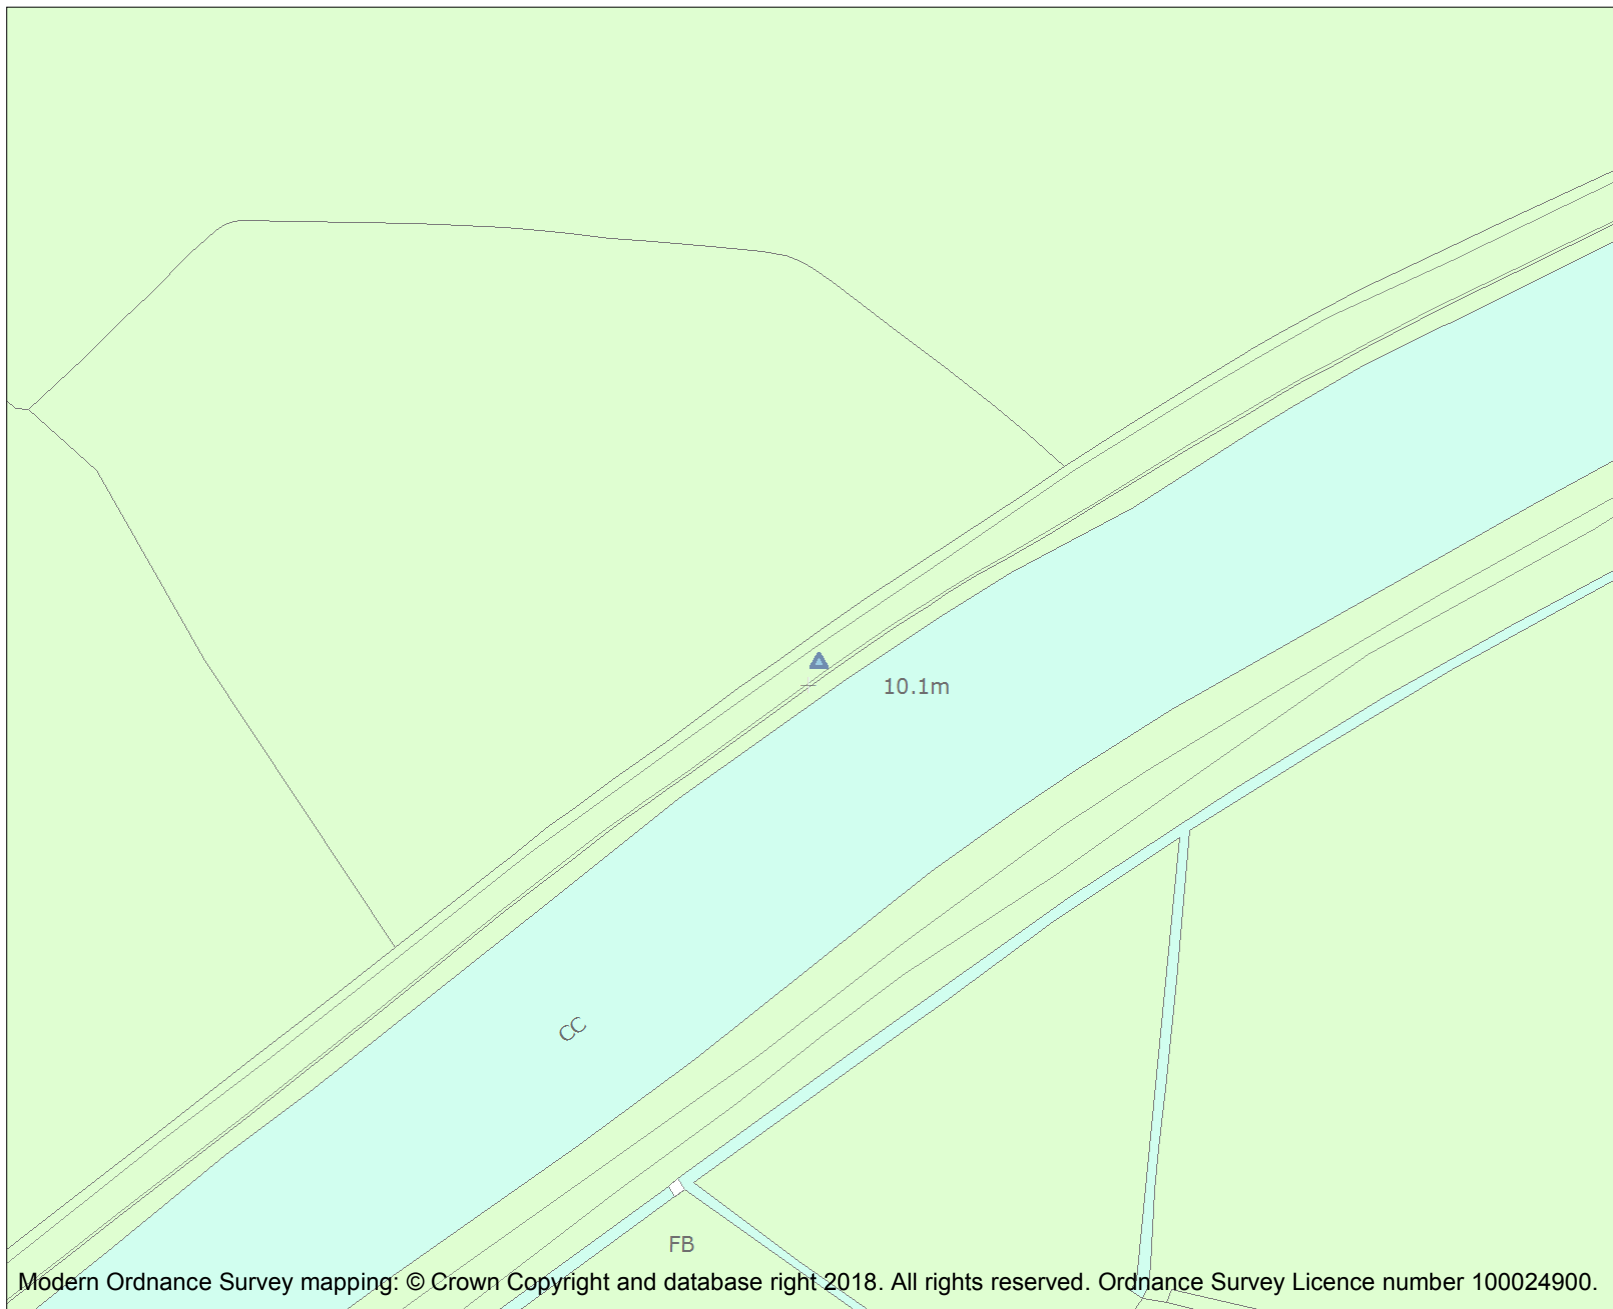 10.1m
CC
FB
Modern Ordnance Survey mapping: © Crown Copyright and database right 2018. All rights reserved. Ordnance Survey Licence number 100024900.